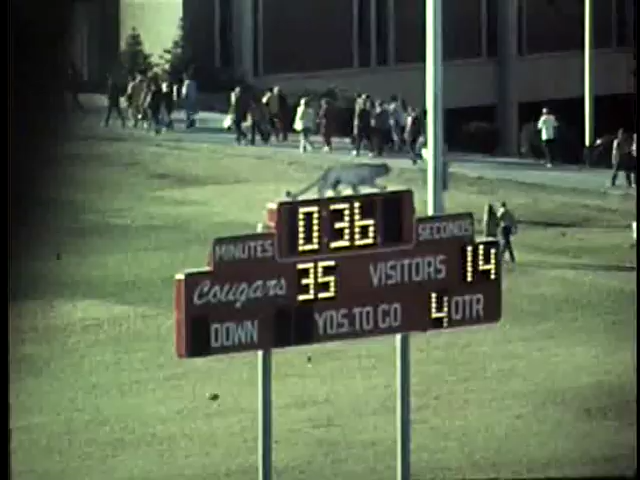 MINUTES 0:36 SECONDS
Cougars 35 VISITORS 14
DOWN YDS. TO GO 4 QTR